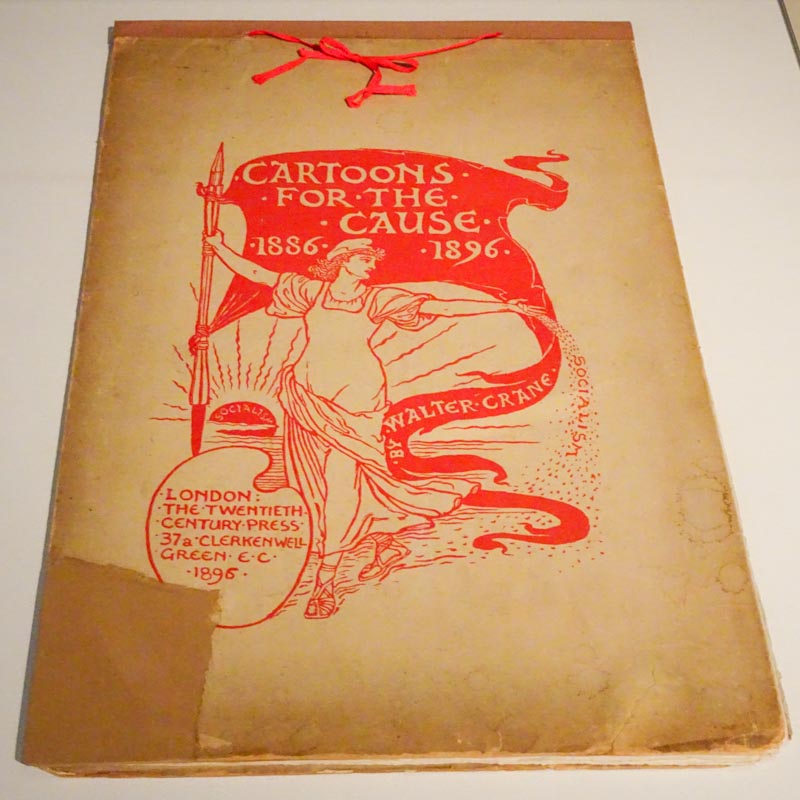 CARTOONS·
·FOR·THE·
·CAUSE·
·1886· ·1896·
SOCIALISM
SOCIALISM
BY·WALTER·CRANE·
·LONDON:
THE·TWENTIETH·
CENTURY·PRESS·
37a·CLERKENWELL
GREEN·E·C·
·1896·